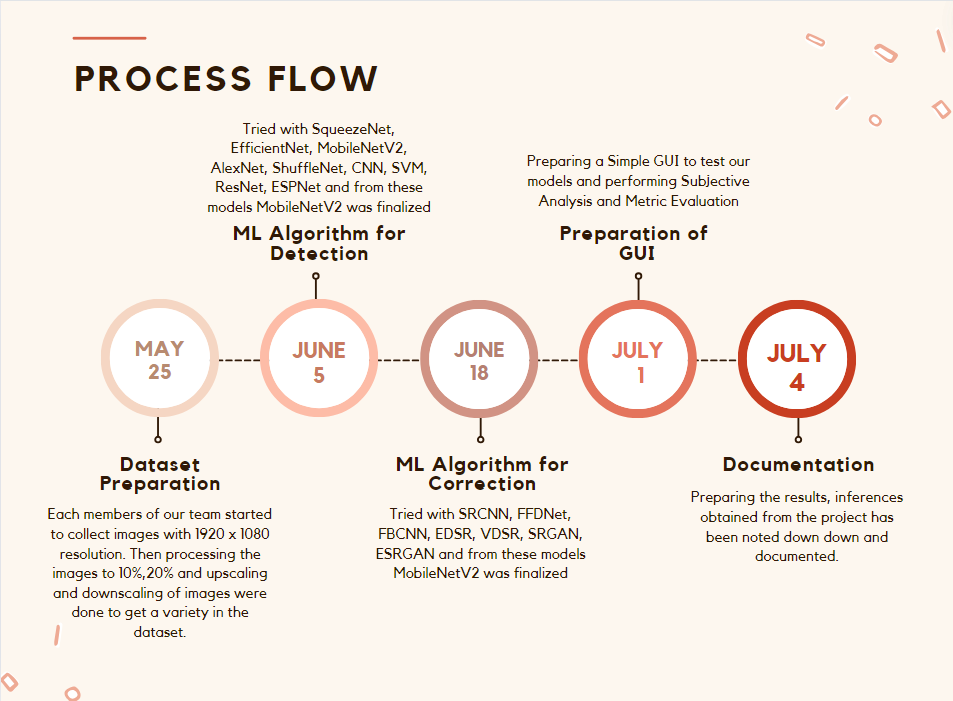 PROCESS FLOW
Tried with SqueezeNet,
EfficientNet, MobileNetV2,
AlexNet, ShuffleNet, CNN, SVM,
ResNet, ESPNet and from these
models MobileNetV2 was finalized
ML Algorithm for
Detection
Preparing a Simple GUI to test our
models and performing Subjective
Analysis and Metric Evaluation
Preparation of
GUI
MAY
25
JUNE
5
JUNE
18
JULY
1
JULY
4
Dataset
Preparation
Each members of our team started
to collect images with 1920 x 1080
resolution. Then processing the
images to 10%,20% and upscaling
and downscaling of images were
done to get a variety in the
dataset.
ML Algorithm for
Correction
Tried with SRCNN, FFDNet,
FBCNN, EDSR, VDSR, SRGAN,
ESRGAN and from these models
MobileNetV2 was finalized
Documentation
Preparing the results, inferences
obtained from the project has
been noted down down and
documented.